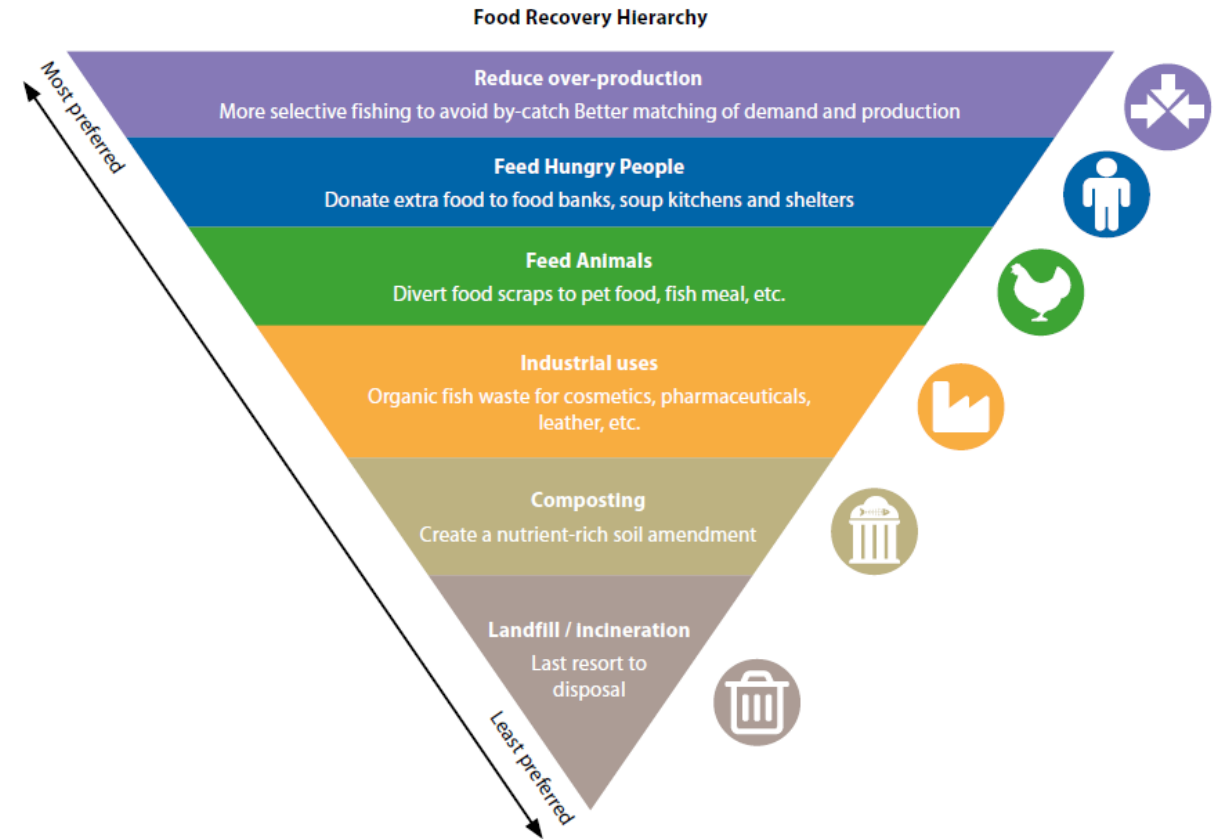 Food Recovery Hierarchy
Most preferred
Reduce over-production
More selective fishing to avoid by-catch Better matching of demand and production
Feed Hungry People
Donate extra food to food banks, soup kitchens and shelters
Feed Animals
Divert food scraps to pet food, fish meal, etc.
Industrial uses
Organic fish waste for cosmetics, pharmaceuticals,
leather, etc.
Composting
Create a nutrient-rich soil amendment
Landfill / incineration
Last resort to
disposal
Least preferred